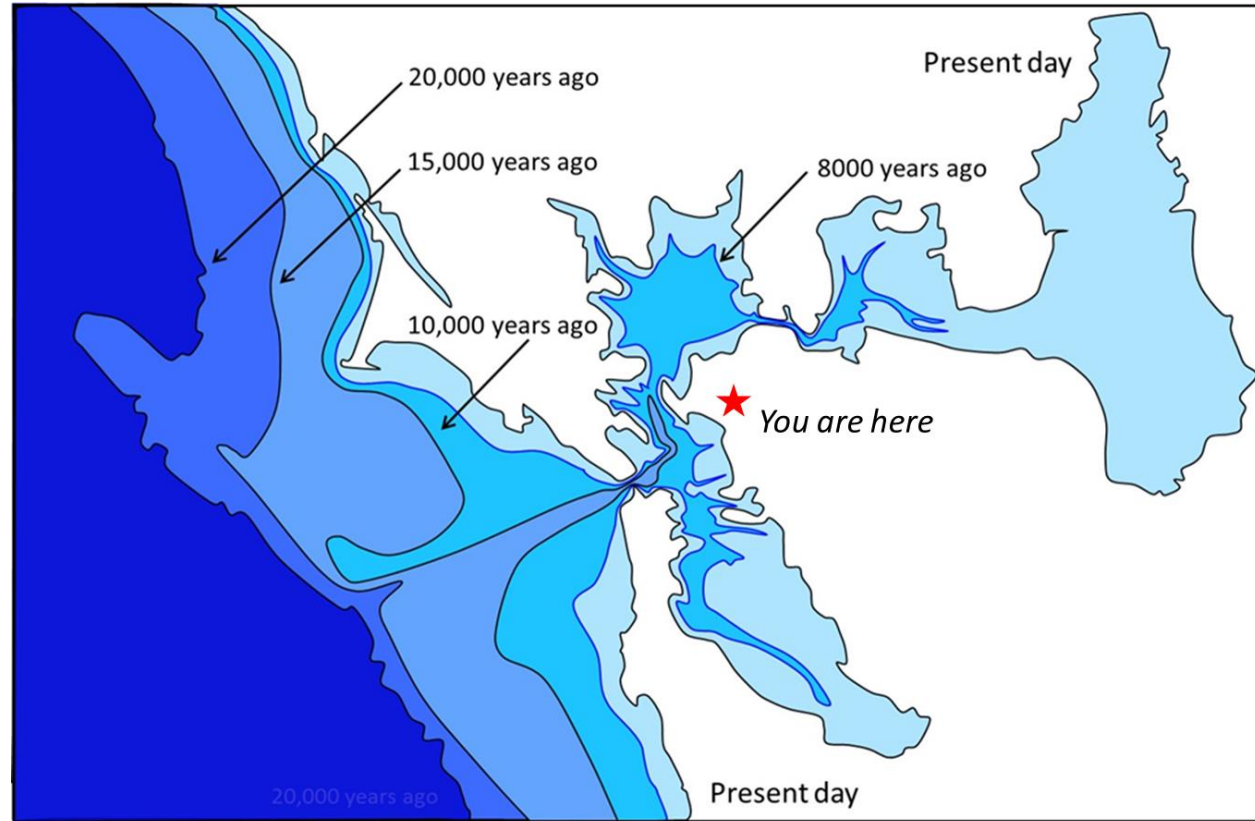 Present day
20,000 years ago
15,000 years ago
8000 years ago
10,000 years ago
You are here
20,000 years ago
Present day